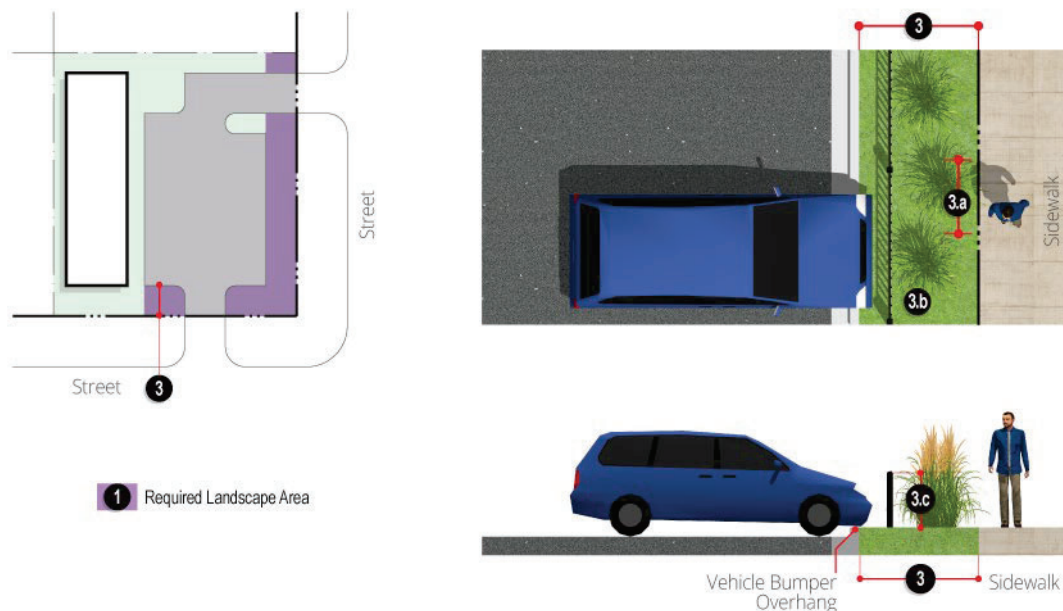 3
3.a
Sidewalk
3.b
Street
Street
3
1 Required Landscape Area
3.c
Vehicle Bumper
Overhang
3
Sidewalk